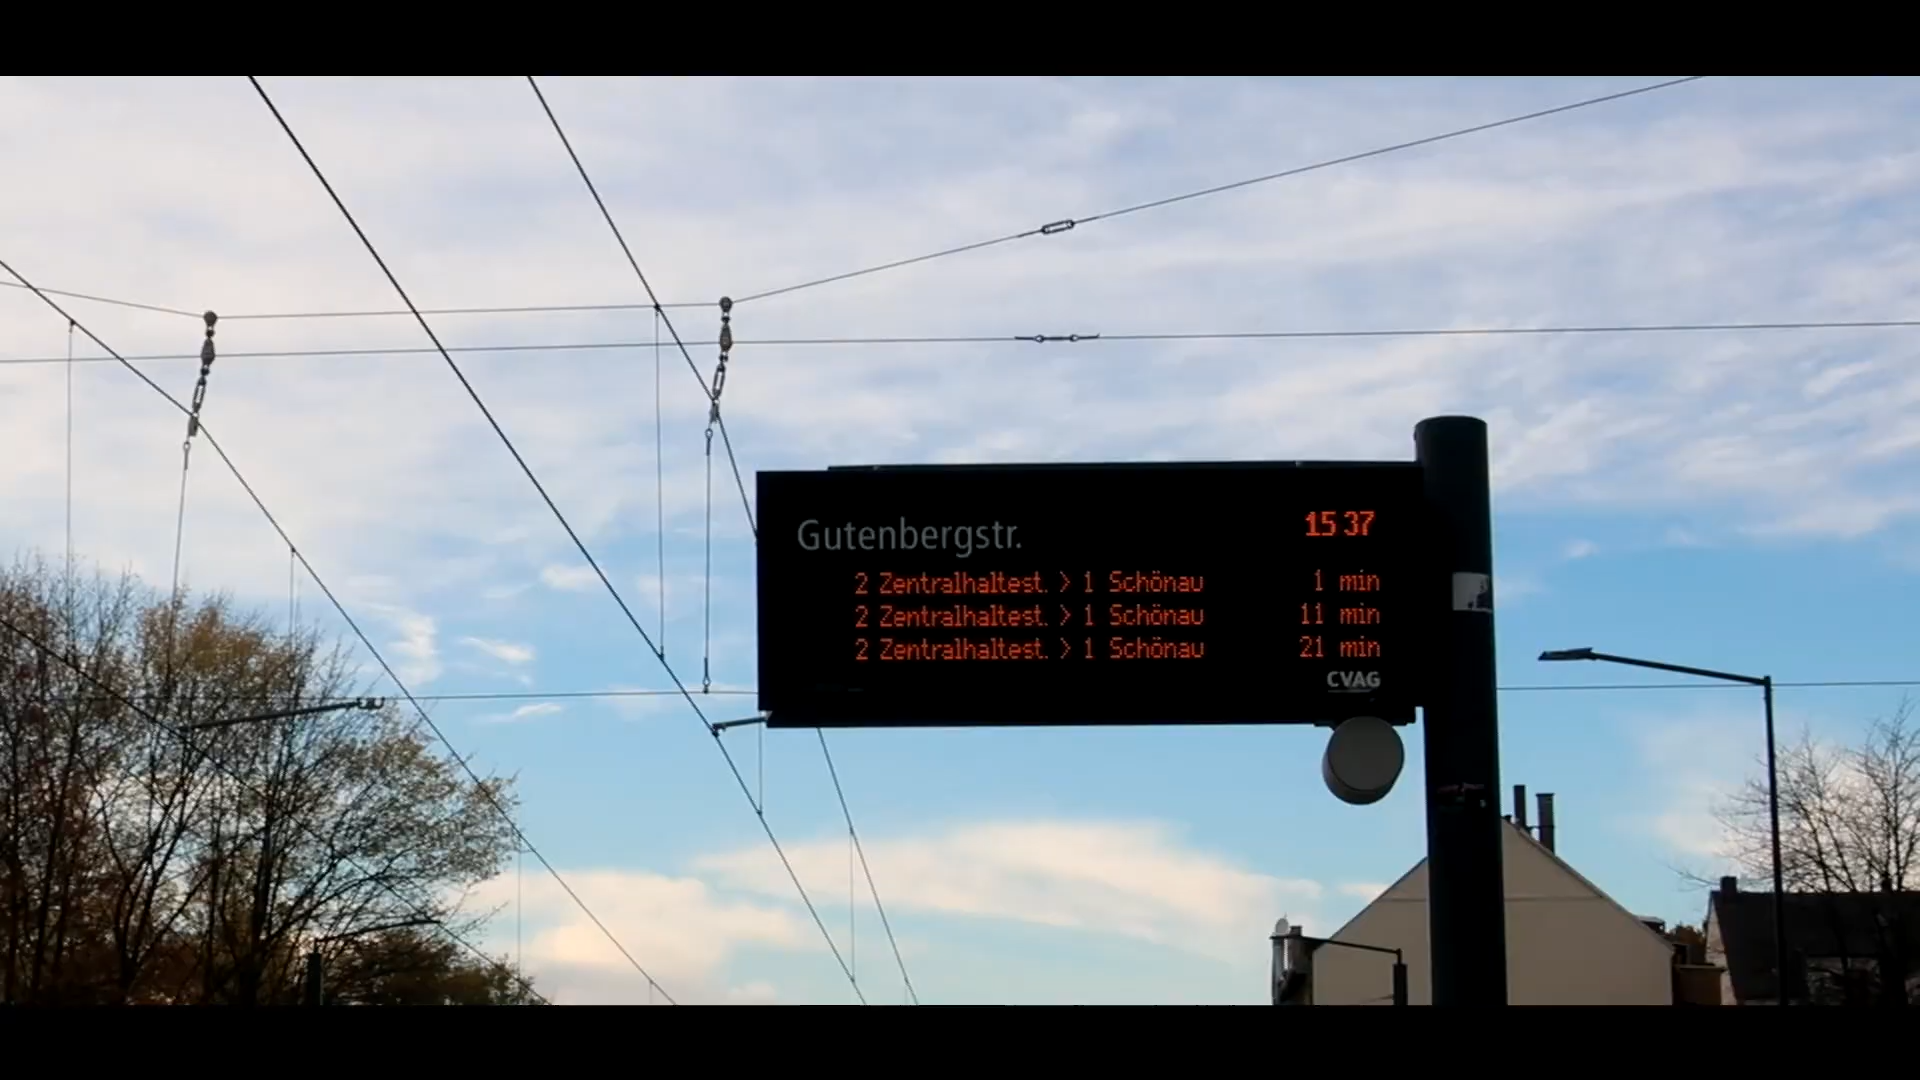 Gutenbergstr. 15 37
2 Zentralhaltest. > 1 Schönau 1 min
2 Zentralhaltest. > 1 Schönau 11 min
2 Zentralhaltest. > 1 Schönau 21 min
CVAG